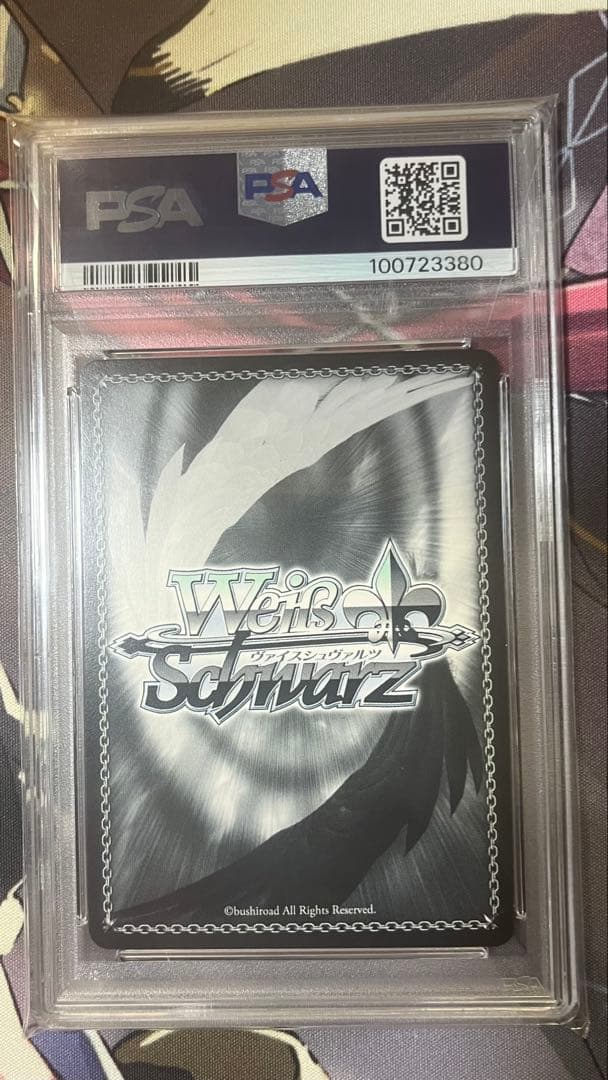 PSA
PSA
100723380
Weiß
ヴァイスシュヴァルツ
Schwarz
©bushiroad All Rights Reserved.
PSA